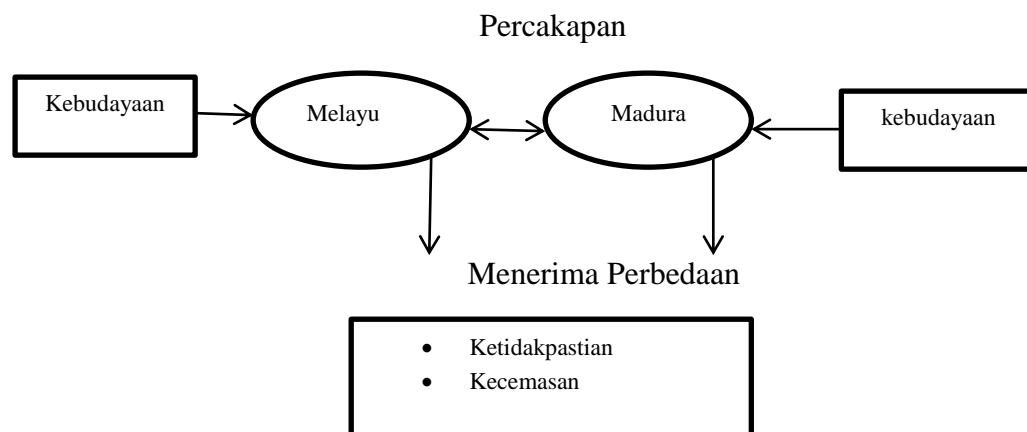 Percakapan
Kebudayaan
Melayu
Madura
kebudayaan
Menerima Perbedaan
• Ketidakpastian
• Kecemasan